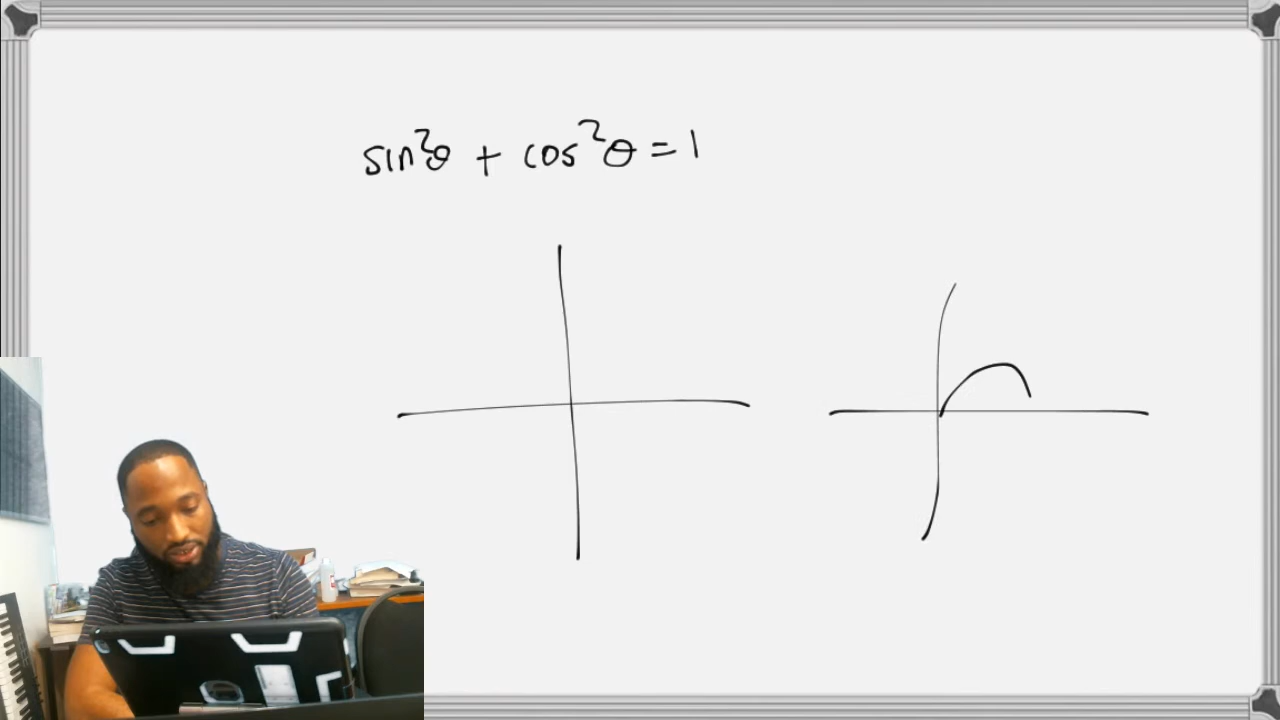 sin²θ + cos²θ = 1